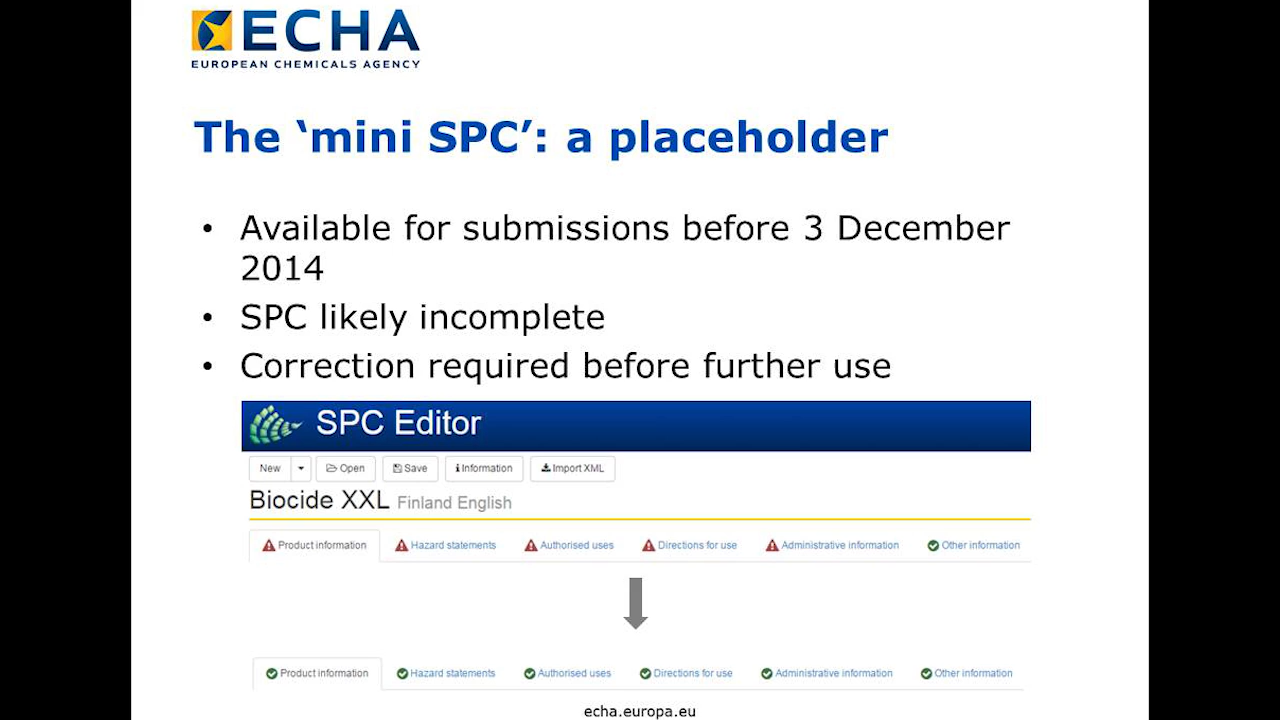 ECHA
EUROPEAN CHEMICALS AGENCY
The ‘mini SPC’: a placeholder
• Available for submissions before 3 December
2014
• SPC likely incomplete
• Correction required before further use
SPC Editor
New Open Save Information Import XML
Biocide XXL Finland English
Product information Hazard statements Authorised uses Directions for use Administrative information Other information
Product information Hazard statements Authorised uses Directions for use Administrative information Other information
echa.europa.eu